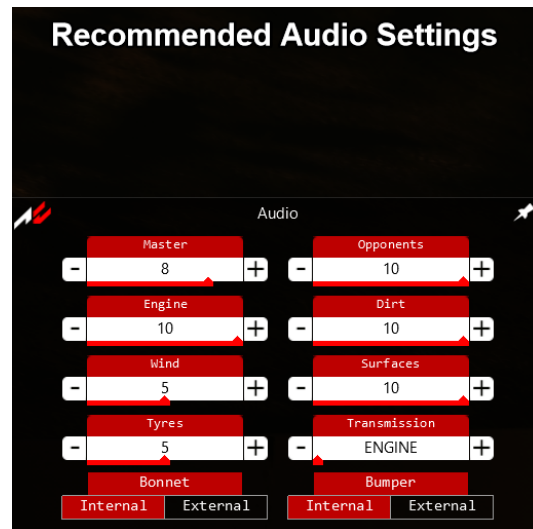 Recommended Audio Settings
Audio
Master Opponents
- 8 + - 10 +
Engine Dirt
- 10 + - 10 +
Wind Surfaces
- 5 + - 10 +
Tyres Transmission
- 5 + - ENGINE +
Bonnet Bumper
Internal External Internal External